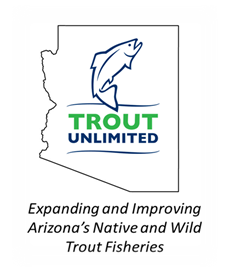 TROUT
UNLIMITED
Expanding and Improving
Arizona's Native and Wild
Trout Fisheries